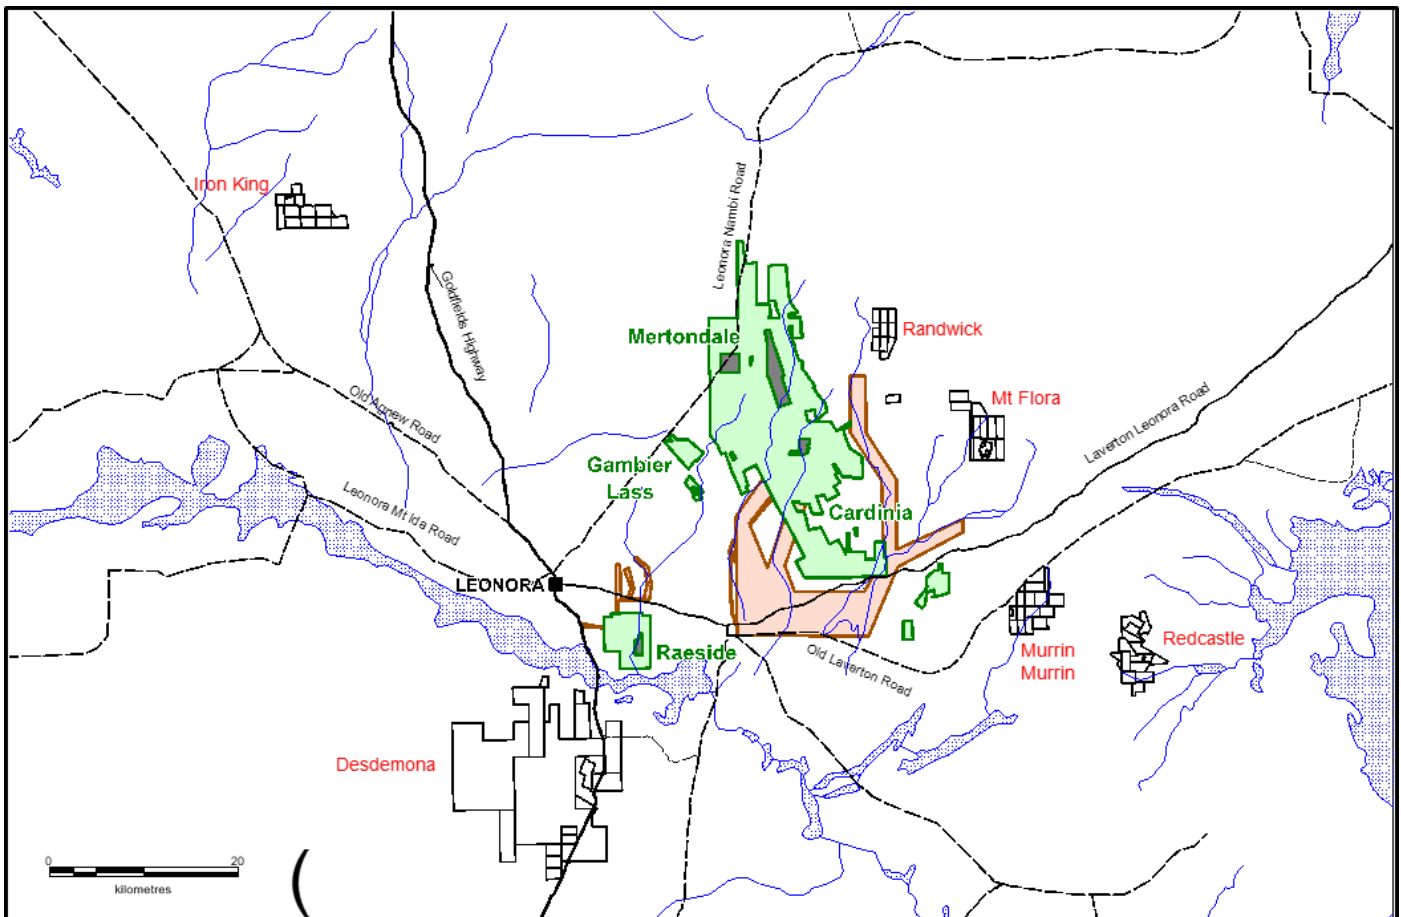 Iron King
Leonora Nambi Road
Goldfields Highway
Mertondale
Randwick
Old Agnew Road
Mt Flora
Laverton Leonora Road
Gambier
Lass
Leonora Mt Ida Road
Cardinia
LEONORA
Raeside
Old Laverton Road
Murrin
Murrin
Redcastle
Desdemona
0 20
kilometres
(